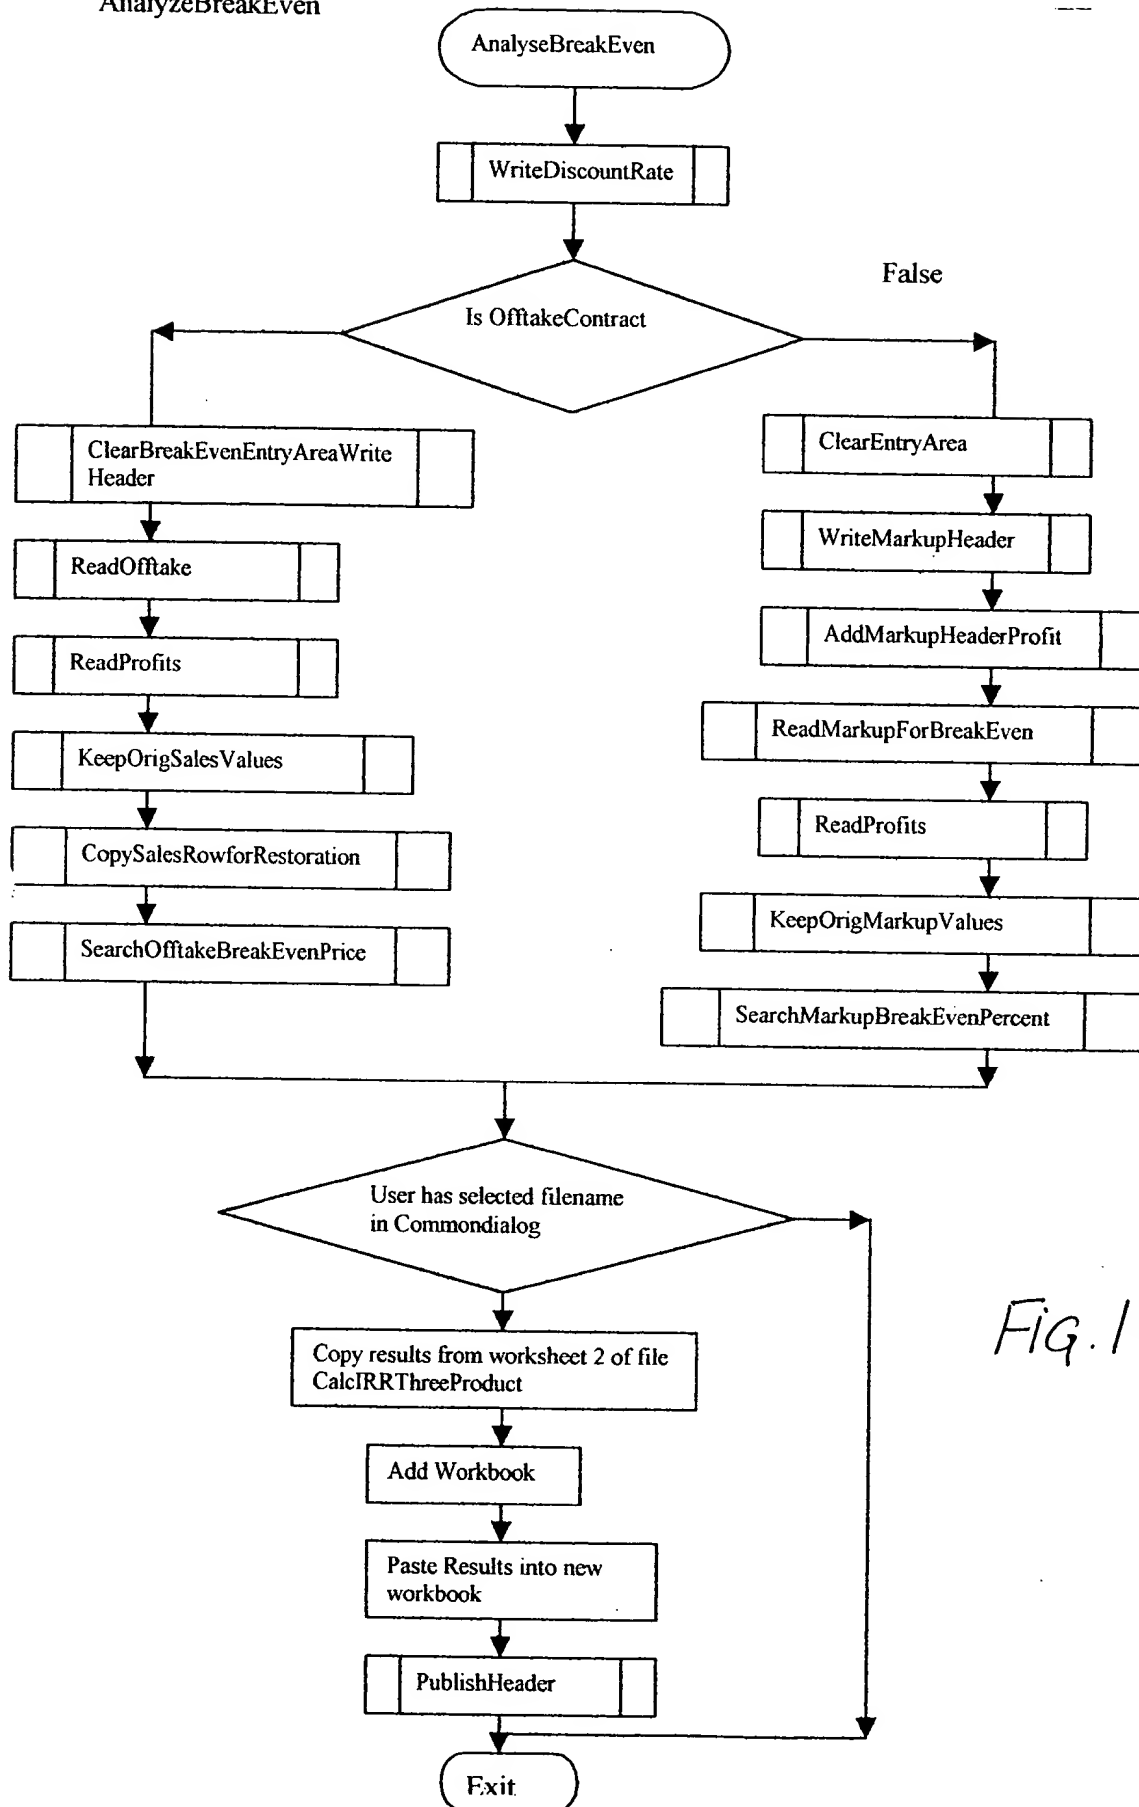 AnalyzeBreakEven
AnalyseBreakEven
WriteDiscountRate
False
Is OfftakeContract
ClearBreakEvenEntryAreaWrite
Header
ReadOfftake
ReadProfits
KeepOrigSalesValues
CopySalesRowforRestoration
SearchOfftakeBreakEvenPrice
ClearEntryArea
WriteMarkupHeader
AddMarkupHeaderProfit
ReadMarkupForBreakEven
ReadProfits
KeepOrigMarkupValues
SearchMarkupBreakEvenPercent
User has selected filename
in Commondialog
Copy results from worksheet 2 of file
CalcIRRThreeProduct
Add Workbook
Paste Results into new
workbook
PublishHeader
Exit
FIG.1